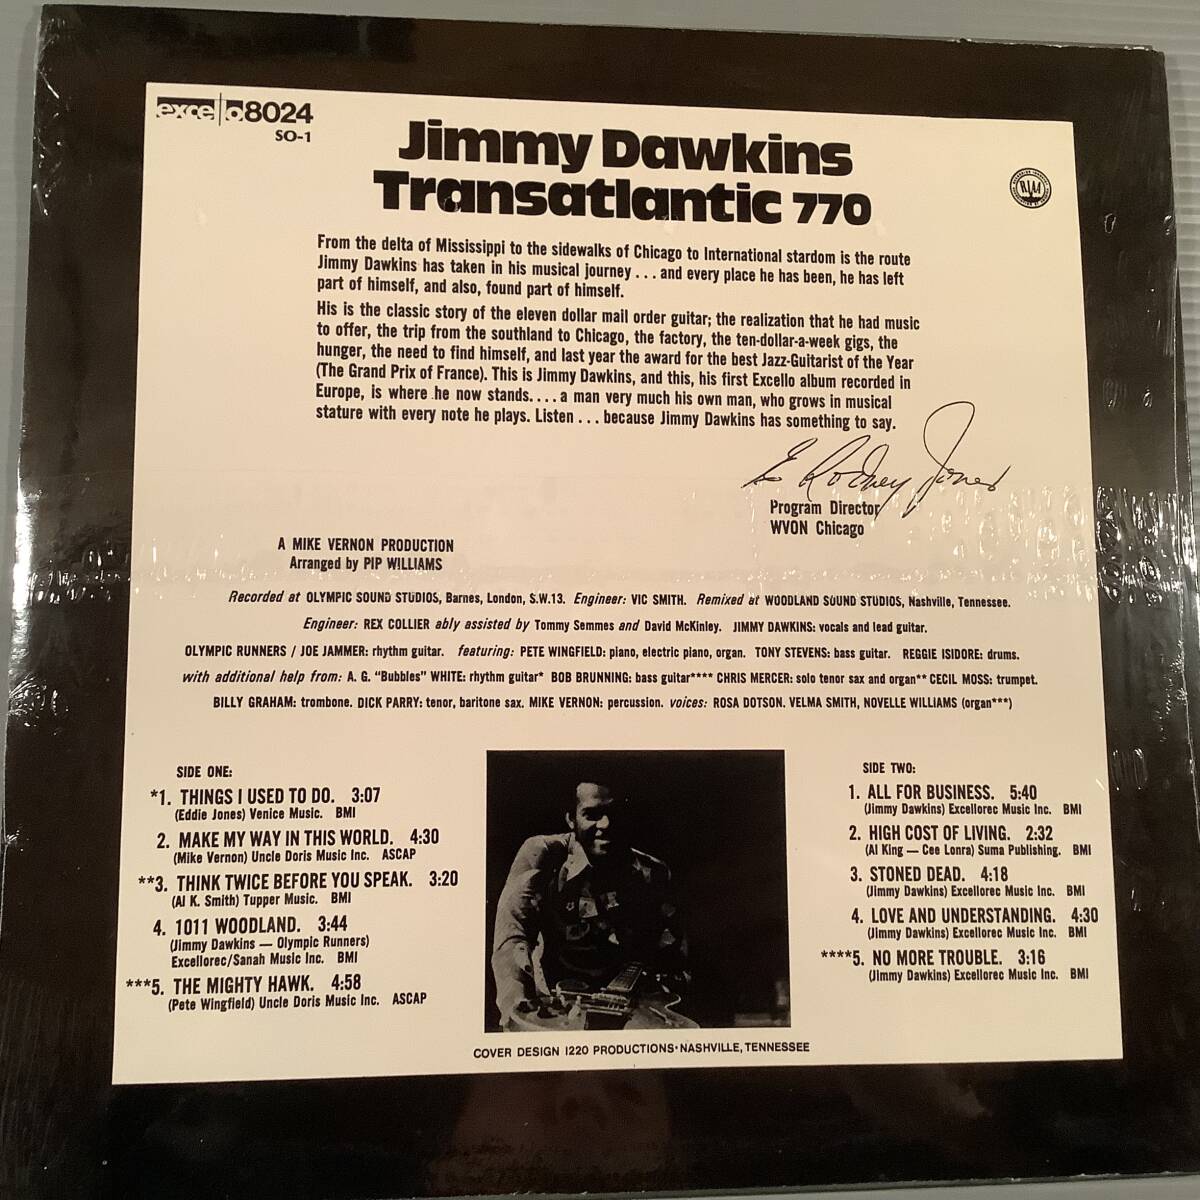 excello 8024
SO-1
Jimmy Dawkins
Transatlantic 770
RIAA
From the delta of Mississippi to the sidewalks of Chicago to International stardom is the route
Jimmy Dawkins has taken in his musical journey . . . and every place he has been, he has left
part of himself, and also, found part of himself.
His is the classic story of the eleven dollar mail order guitar; the realization that he had music
to offer, the trip from the southland to Chicago, the factory, the ten-dollar-a-week gigs, the
hunger, the need to find himself, and last year the award for the best Jazz-Guitarist of the Year
(The Grand Prix of France). This is Jimmy Dawkins, and this, his first Excello album recorded in
Europe, is where he now stands. . . . a man very much his own man, who grows in musical
stature with every note he plays. Listen . . . because Jimmy Dawkins has something to say.
E. Rodney Jones
Program Director
WVON Chicago
A MIKE VERNON PRODUCTION
Arranged by PIP WILLIAMS
Recorded at OLYMPIC SOUND STUDIOS, Barnes, London, S.W.13. Engineer: VIC SMITH. Remixed at WOODLAND SOUND STUDIOS, Nashville, Tennessee.
Engineer: REX COLLIER ably assisted by Tommy Semmes and David McKinley. JIMMY DAWKINS: vocals and lead guitar.
OLYMPIC RUNNERS / JOE JAMMER: rhythm guitar. featuring: PETE WINGFIELD: piano, electric piano, organ. TONY STEVENS: bass guitar. REGGIE ISIDORE: drums.
with additional help from: A. G. "Bubbles" WHITE: rhythm guitar* BOB BRUNNING: bass guitar**** CHRIS MERCER: solo tenor sax and organ** CECIL MOSS: trumpet.
BILLY GRAHAM: trombone. DICK PARRY: tenor, baritone sax. MIKE VERNON: percussion. voices: ROSA DOTSON. VELMA SMITH, NOVELLE WILLIAMS (organ***)
SIDE ONE:
*1. THINGS I USED TO DO. 3:07
(Eddie Jones) Venice Music. BMI
2. MAKE MY WAY IN THIS WORLD. 4:30
(Mike Vernon) Uncle Doris Music Inc. ASCAP
**3. THINK TWICE BEFORE YOU SPEAK. 3:20
(Al K. Smith) Tupper Music. BMI
4. 1011 WOODLAND. 3:44
(Jimmy Dawkins — Olympic Runners)
Excellorec/Sanah Music Inc. BMI
***5. THE MIGHTY HAWK. 4:58
(Pete Wingfield) Uncle Doris Music Inc. ASCAP
SIDE TWO:
1. ALL FOR BUSINESS. 5:40
(Jimmy Dawkins) Excellorec Music Inc. BMI
2. HIGH COST OF LIVING. 2:32
(Al King — Cee Lonra) Suma Publishing. BMI
3. STONED DEAD. 4:18
(Jimmy Dawkins) Excellorec Music Inc. BMI
4. LOVE AND UNDERSTANDING. 4:30
(Jimmy Dawkins) Excellorec Music Inc. BMI
****5. NO MORE TROUBLE. 3:16
(Jimmy Dawkins) Excellorec Music Inc. BMI
COVER DESIGN 1220 PRODUCTIONS·NASHVILLE, TENNESSEE